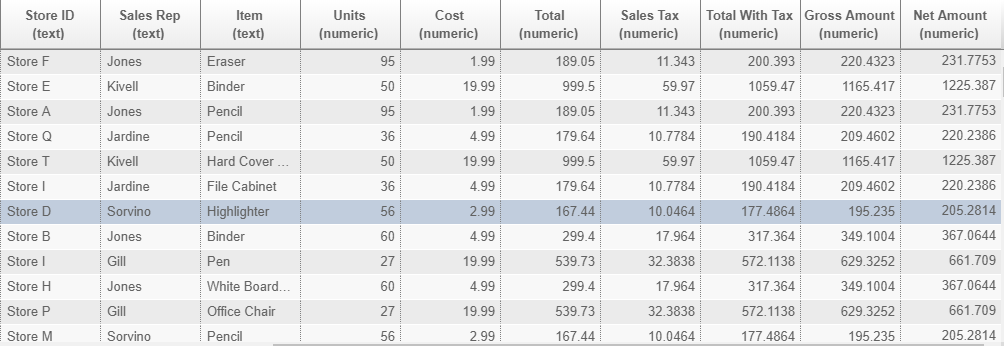 Store ID Sales Rep Item Units Cost Total Sales Tax Total With Tax Gross Amount Net Amount
(text) (text) (text) (numeric) (numeric) (numeric) (numeric) (numeric) (numeric) (numeric)
Store F Jones Eraser 95 1.99 189.05 11.343 200.393 220.4323 231.7753
Store E Kivell Binder 50 19.99 999.5 59.97 1059.47 1165.417 1225.387
Store A Jones Pencil 95 1.99 189.05 11.343 200.393 220.4323 231.7753
Store Q Jardine Pencil 36 4.99 179.64 10.7784 190.4184 209.4602 220.2386
Store T Kivell Hard Cover ... 50 19.99 999.5 59.97 1059.47 1165.417 1225.387
Store I Jardine File Cabinet 36 4.99 179.64 10.7784 190.4184 209.4602 220.2386
Store D Sorvino Highlighter 56 2.99 167.44 10.0464 177.4864 195.235 205.2814
Store B Jones Binder 60 4.99 299.4 17.964 317.364 349.1004 367.0644
Store I Gill Pen 27 19.99 539.73 32.3838 572.1138 629.3252 661.709
Store H Jones White Board... 60 4.99 299.4 17.964 317.364 349.1004 367.0644
Store P Gill Office Chair 27 19.99 539.73 32.3838 572.1138 629.3252 661.709
Store M Sorvino Pencil 56 2.99 167.44 10.0464 177.4864 195.235 205.2814